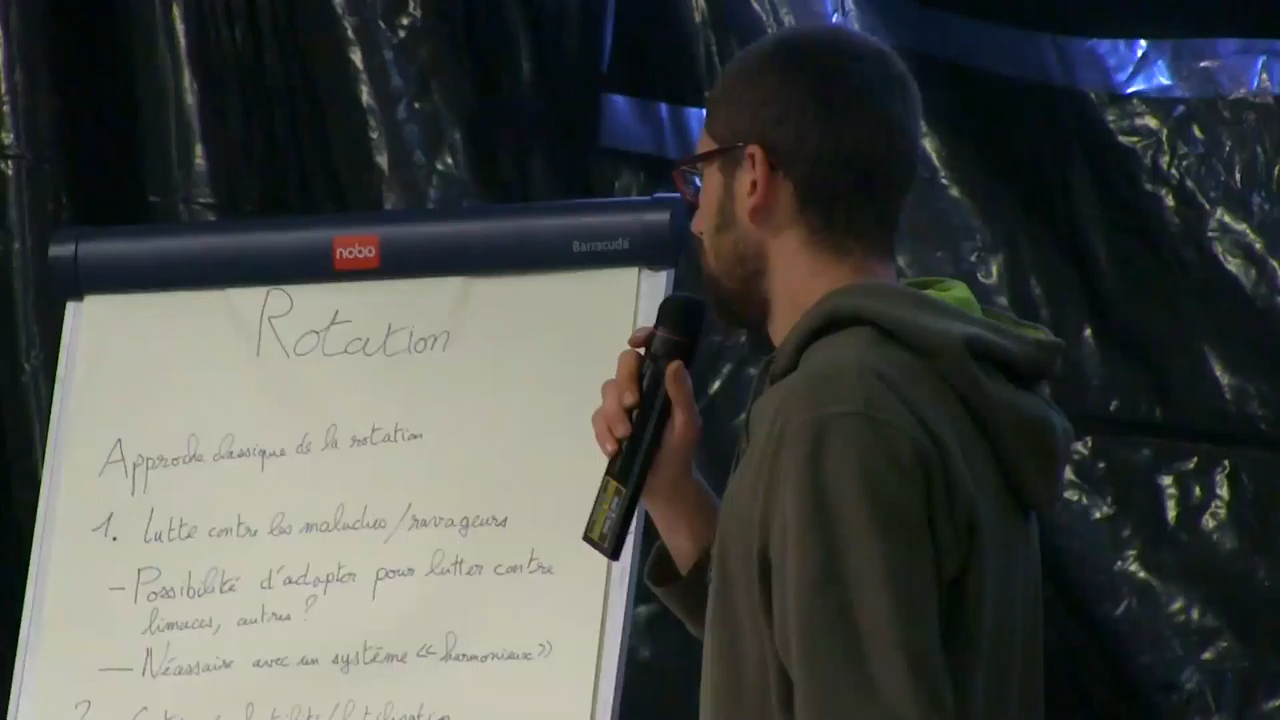 nobo
Barracuda
Rotation
Approche classique de la rotation
1. Lutte contre les maladies/ravageurs
- Possibilité d'adapter pour lutter contre
limaces, autres ?
- Nécessaire avec un système « harmonieux »
2.